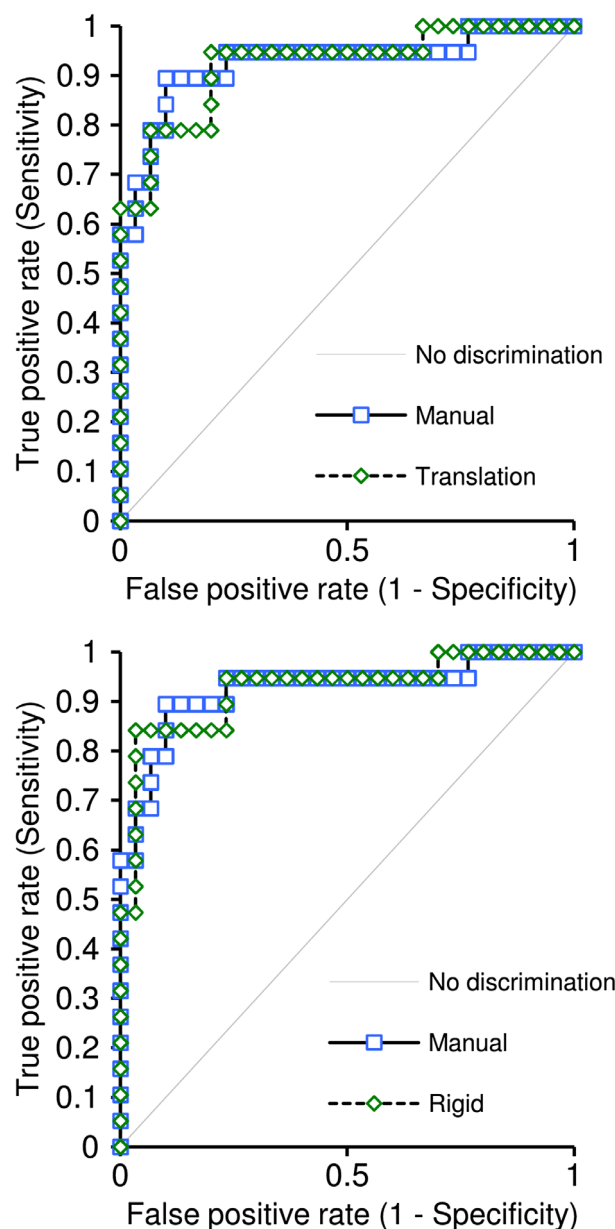 1
0.9
0.8
0.7
0.6
0.5
0.4
0.3
0.2
0.1
0
True positive rate (Sensitivity)
No discrimination
Manual
Translation
0
0.5
1
False positive rate (1 - Specificity)
1
0.9
0.8
0.7
0.6
0.5
0.4
0.3
0.2
0.1
0
True positive rate (Sensitivity)
No discrimination
Manual
Rigid
0
0.5
1
False positive rate (1 - Specificity)